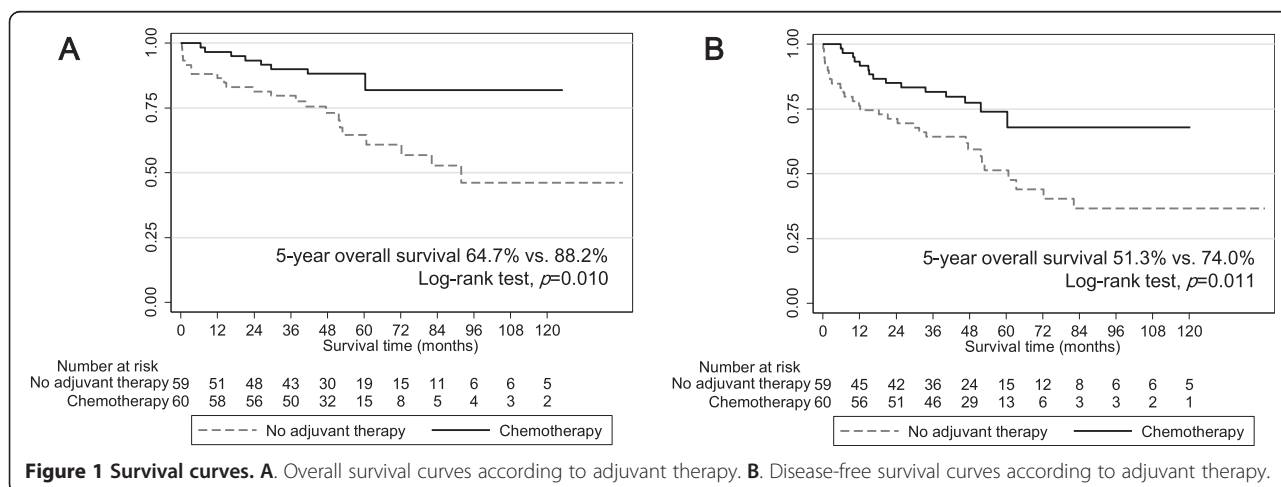 A
1.00
0.75
0.50
0.25
0.00
5-year overall survival 64.7% vs. 88.2%
Log-rank test, p=0.010
0 12 24 36 48 60 72 84 96 108 120
Survival time (months)
Number at risk
No adjuvant therapy 59 51 48 43 30 19 15 11 6 6 5
Chemotherapy 60 58 56 50 32 15 8 5 4 3 2
No adjuvant therapy Chemotherapy
B
1.00
0.75
0.50
0.25
0.00
5-year overall survival 51.3% vs. 74.0%
Log-rank test, p=0.011
0 12 24 36 48 60 72 84 96 108 120
Survival time (months)
Number at risk
No adjuvant therapy 59 45 42 36 24 15 12 8 6 6 5
Chemotherapy 60 56 51 46 29 13 6 3 3 2 1
No adjuvant therapy Chemotherapy
Figure 1 Survival curves. A. Overall survival curves according to adjuvant therapy. B. Disease-free survival curves according to adjuvant therapy.